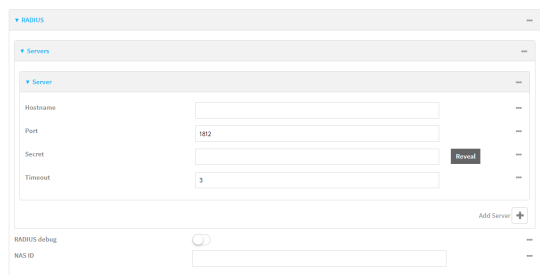 ▼ RADIUS
▼ Servers
▼ Server
Hostname
Port 1812
Secret Reveal
Timeout 3
Add Server +
RADIUS debug
NAS ID